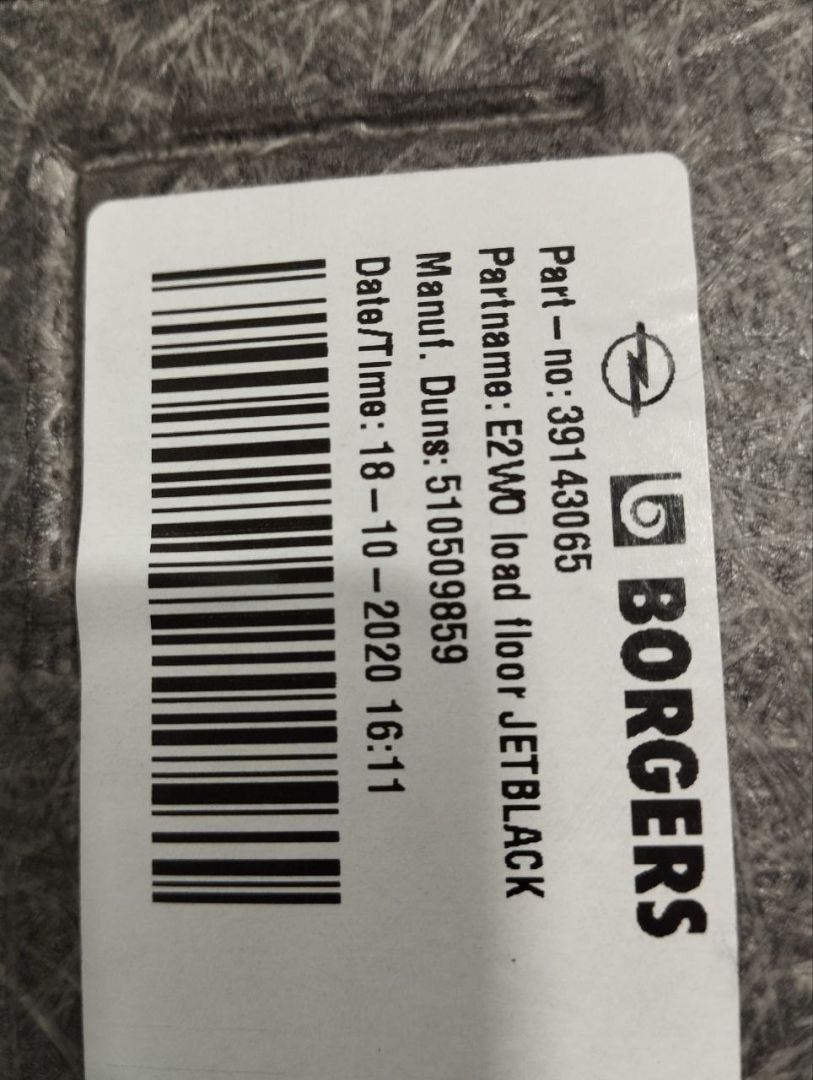 BORGERS
Part-no: 39143065
Partname: E2WO load floor JETBLACK
Manuf. Duns: 510509859
Date/Time: 18-10-2020 16:11